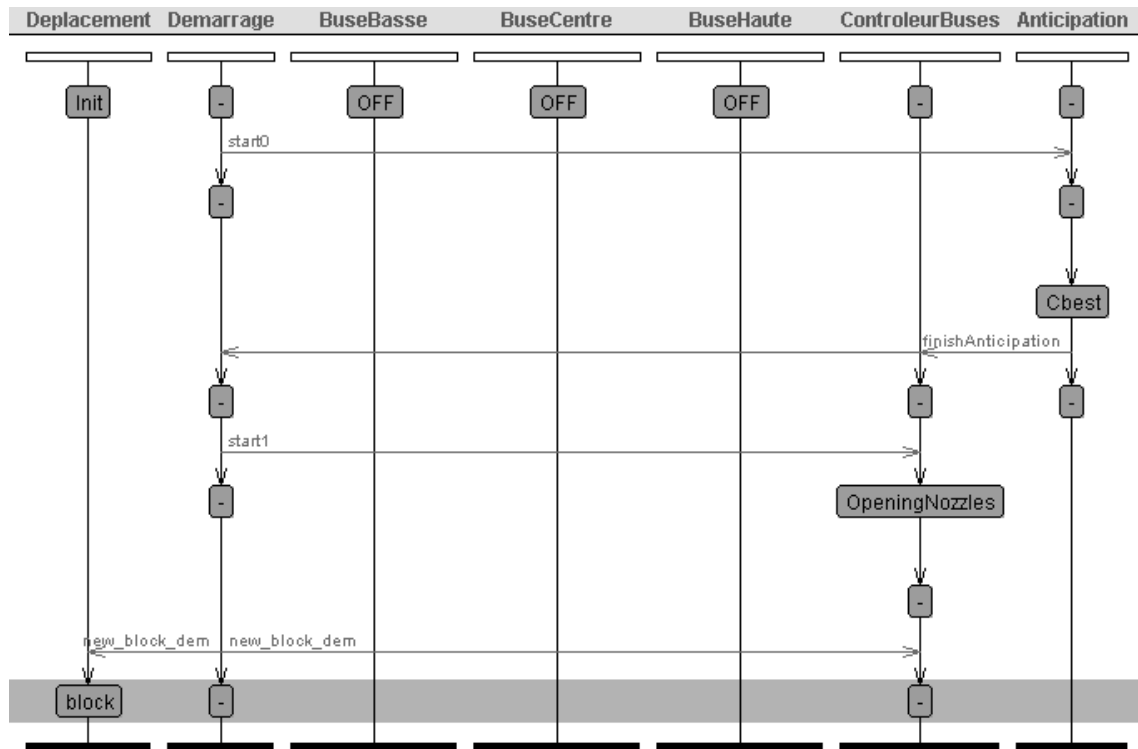 Deplacement Demarrage BuseBasse BuseCentre BuseHaute ControleurBuses Anticipation
Init - OFF OFF OFF - -
start0
- -
Cbest
finishAnticipation
- - -
start1
- OpeningNozzles
-
new_block_dem new_block_dem
block - -